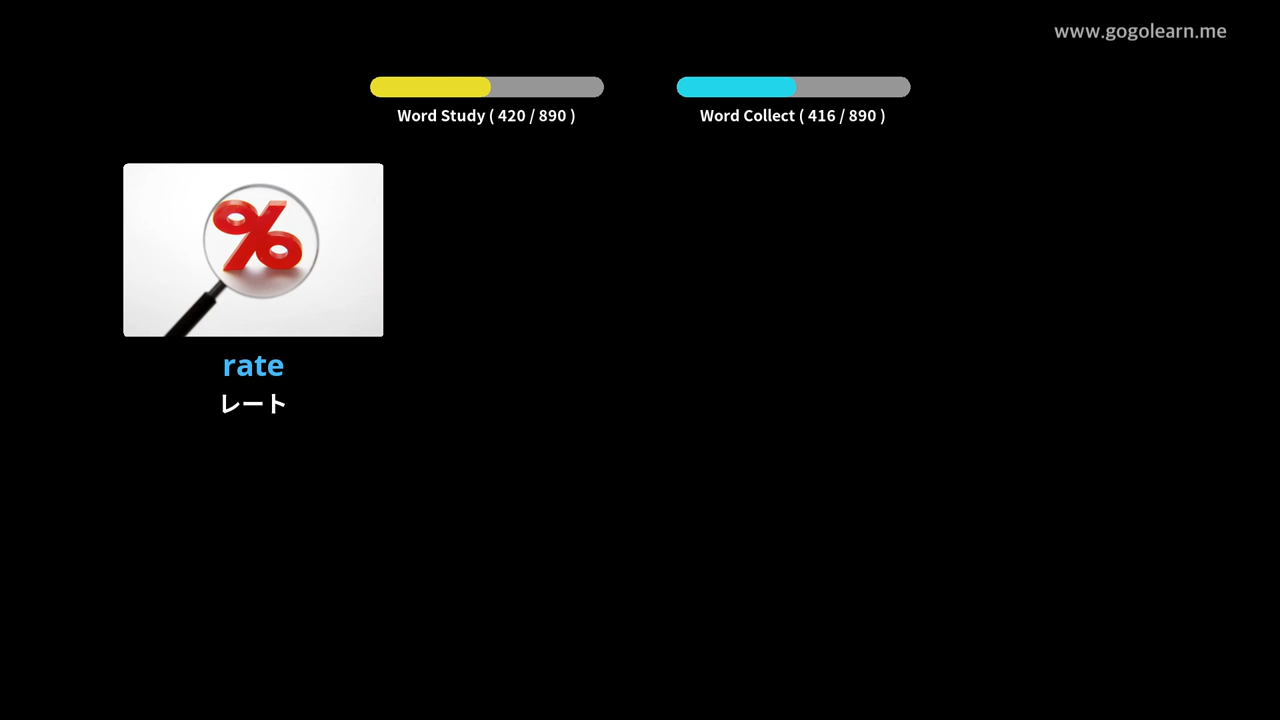 www.gogolearn.me
Word Study ( 420 / 890 )
Word Collect ( 416 / 890 )
%
rate
レート